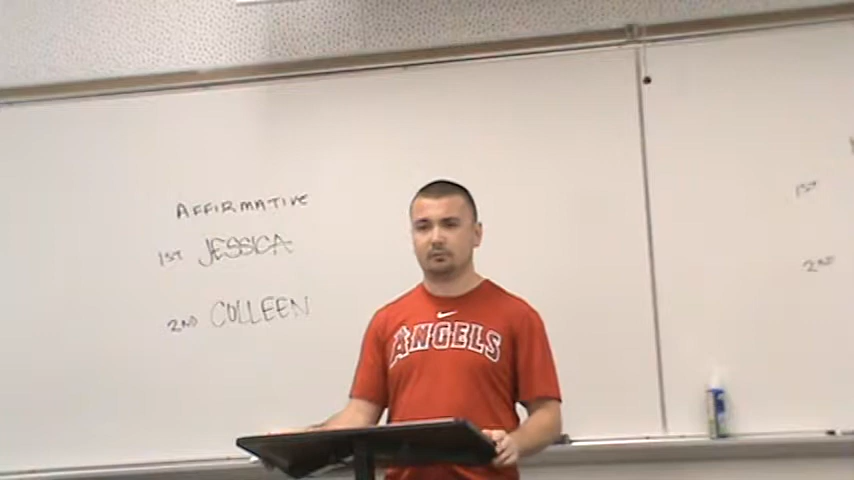 AFFIRMATIVE
1ST JESSICA
2ND COLLEEN
1ST
2ND
ANGELS